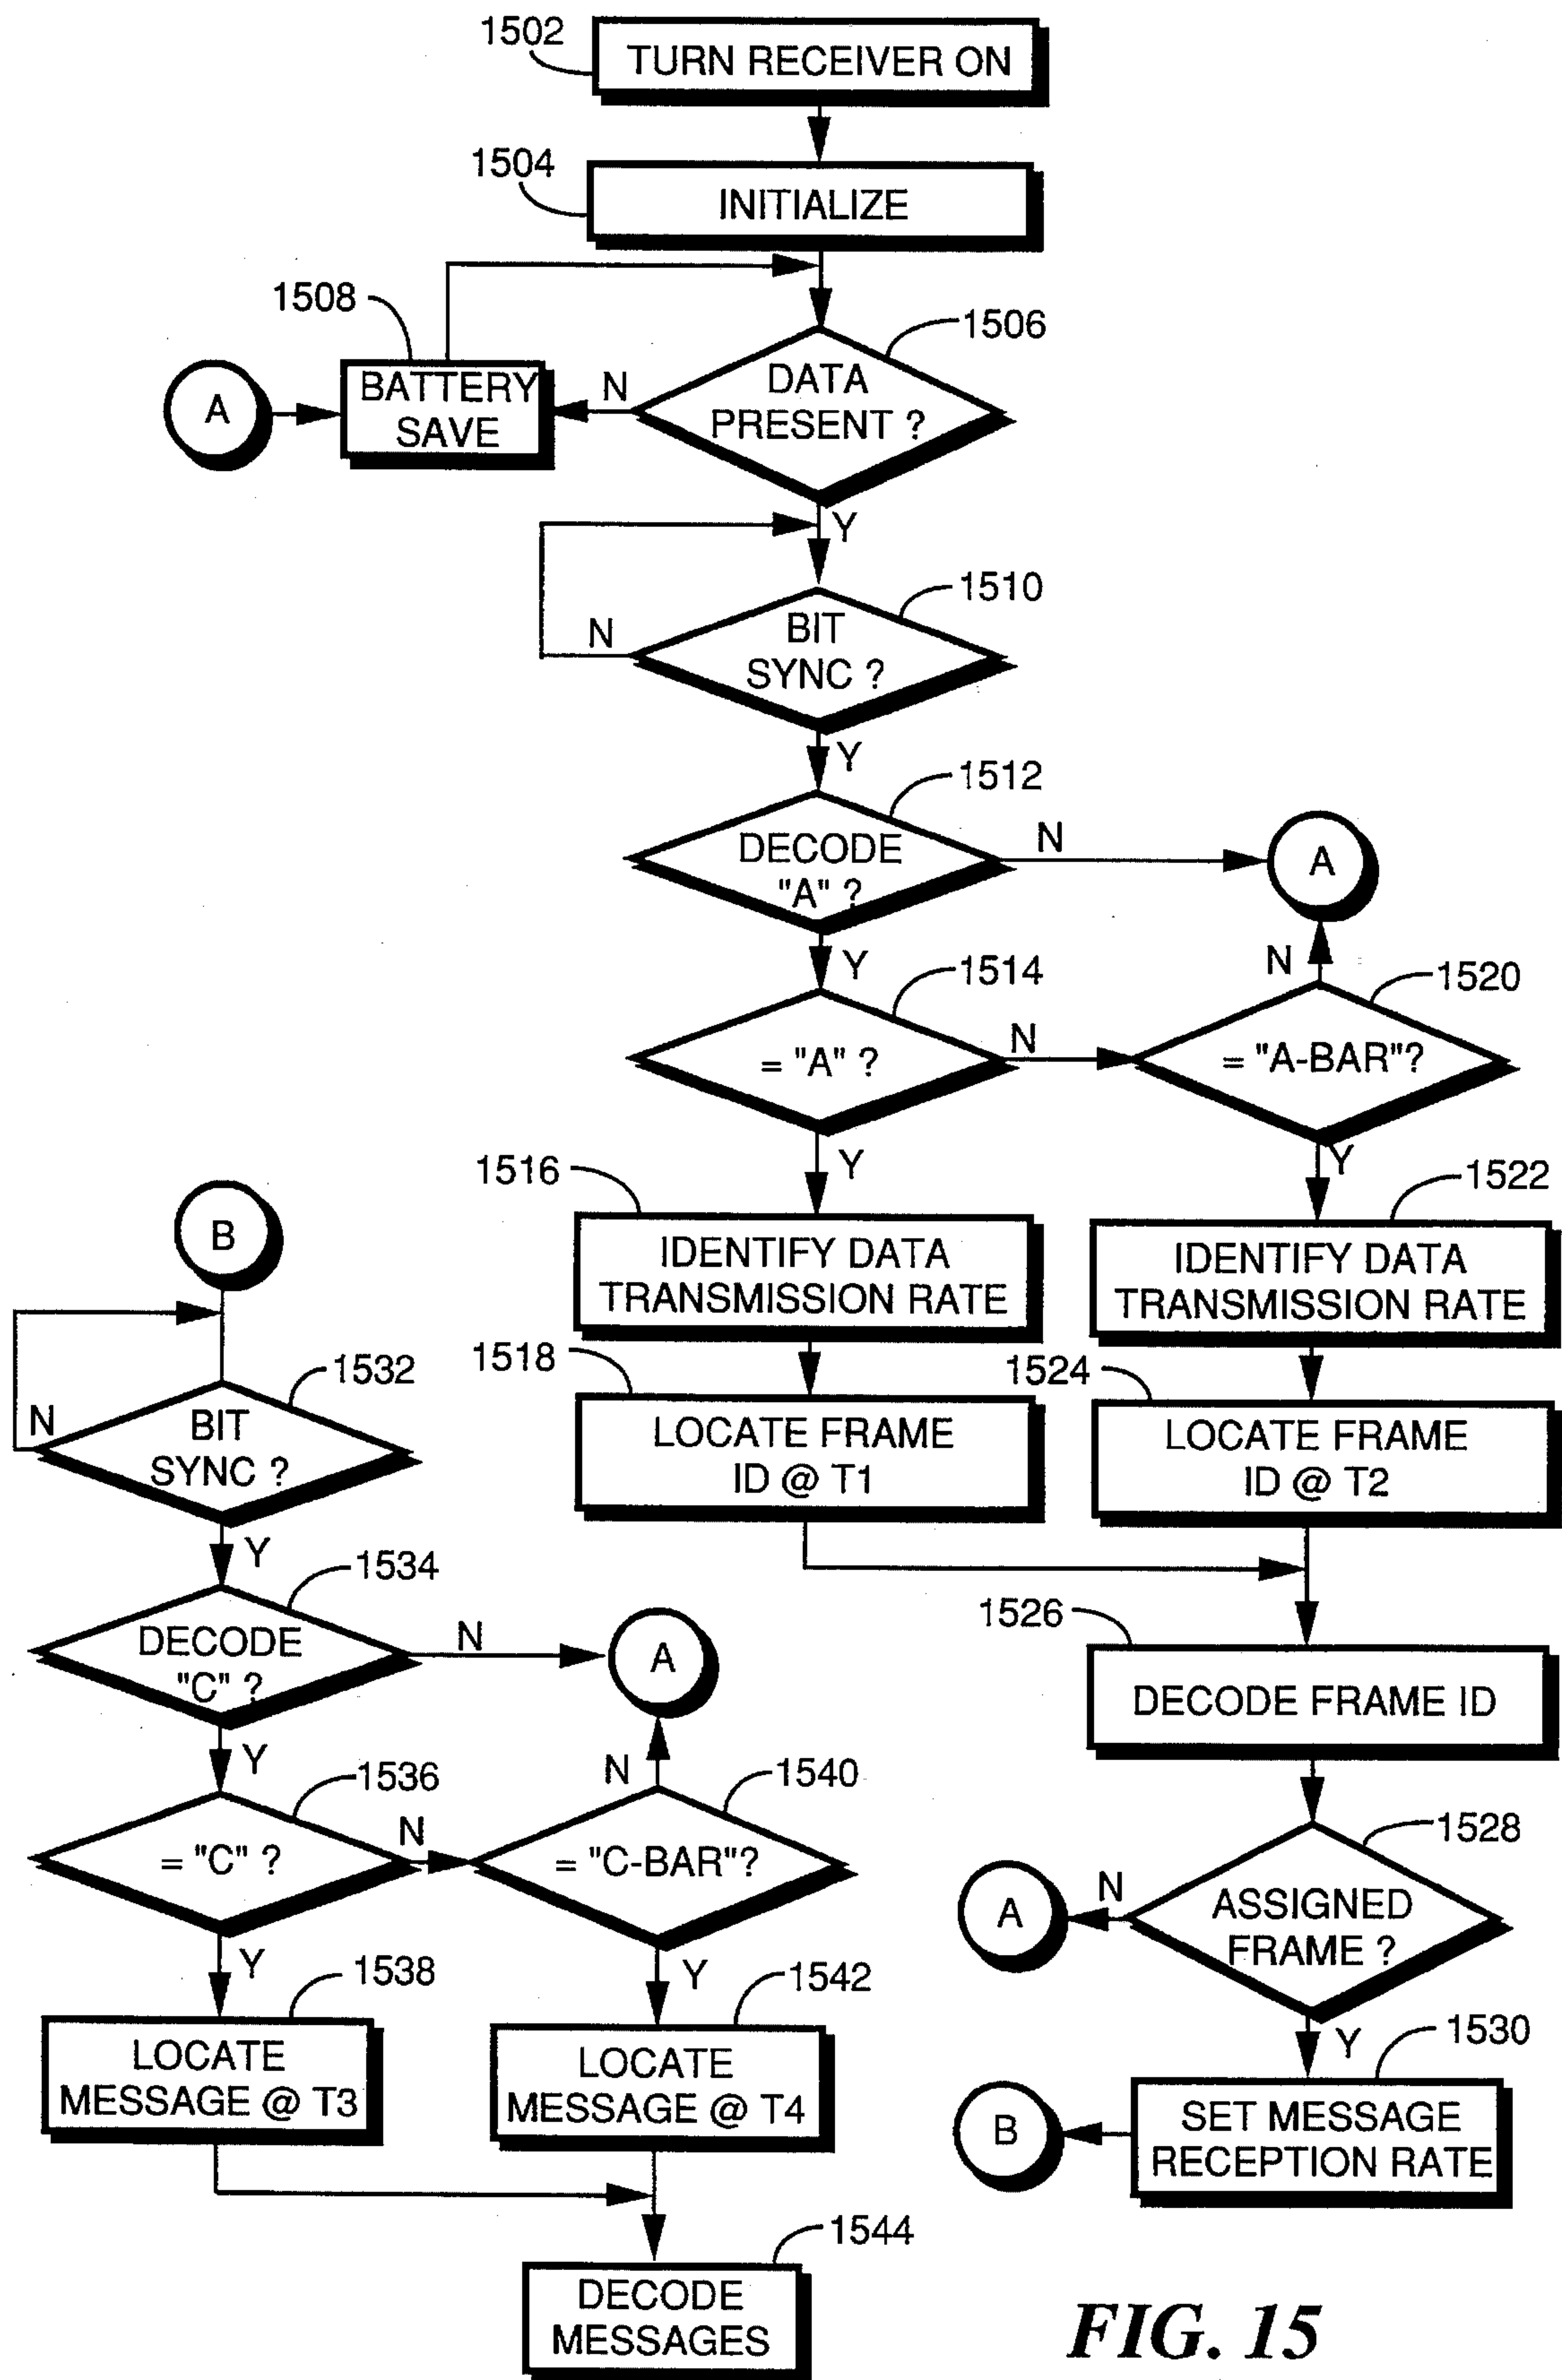 1502
TURN RECEIVER ON
1504
INITIALIZE
1508
1506
A
BATTERY
SAVE
N
DATA
PRESENT ?
Y
1510
N
BIT
SYNC ?
Y
1512
DECODE
"A" ?
N
A
Y
1514
N
1520
= "A" ?
N
= "A-BAR"?
Y
Y
1516
1522
IDENTIFY DATA
TRANSMISSION RATE
IDENTIFY DATA
TRANSMISSION RATE
1518
1524
LOCATE FRAME
ID @ T1
LOCATE FRAME
ID @ T2
1526
DECODE FRAME ID
1528
A
N
ASSIGNED
FRAME ?
Y
1530
B
SET MESSAGE
RECEPTION RATE
B
1532
N
BIT
SYNC ?
Y
1534
DECODE
"C" ?
N
A
Y
1536
N
1540
= "C" ?
N
= "C-BAR"?
Y
Y
1538
1542
LOCATE
MESSAGE @ T3
LOCATE
MESSAGE @ T4
1544
DECODE
MESSAGES
FIG. 15